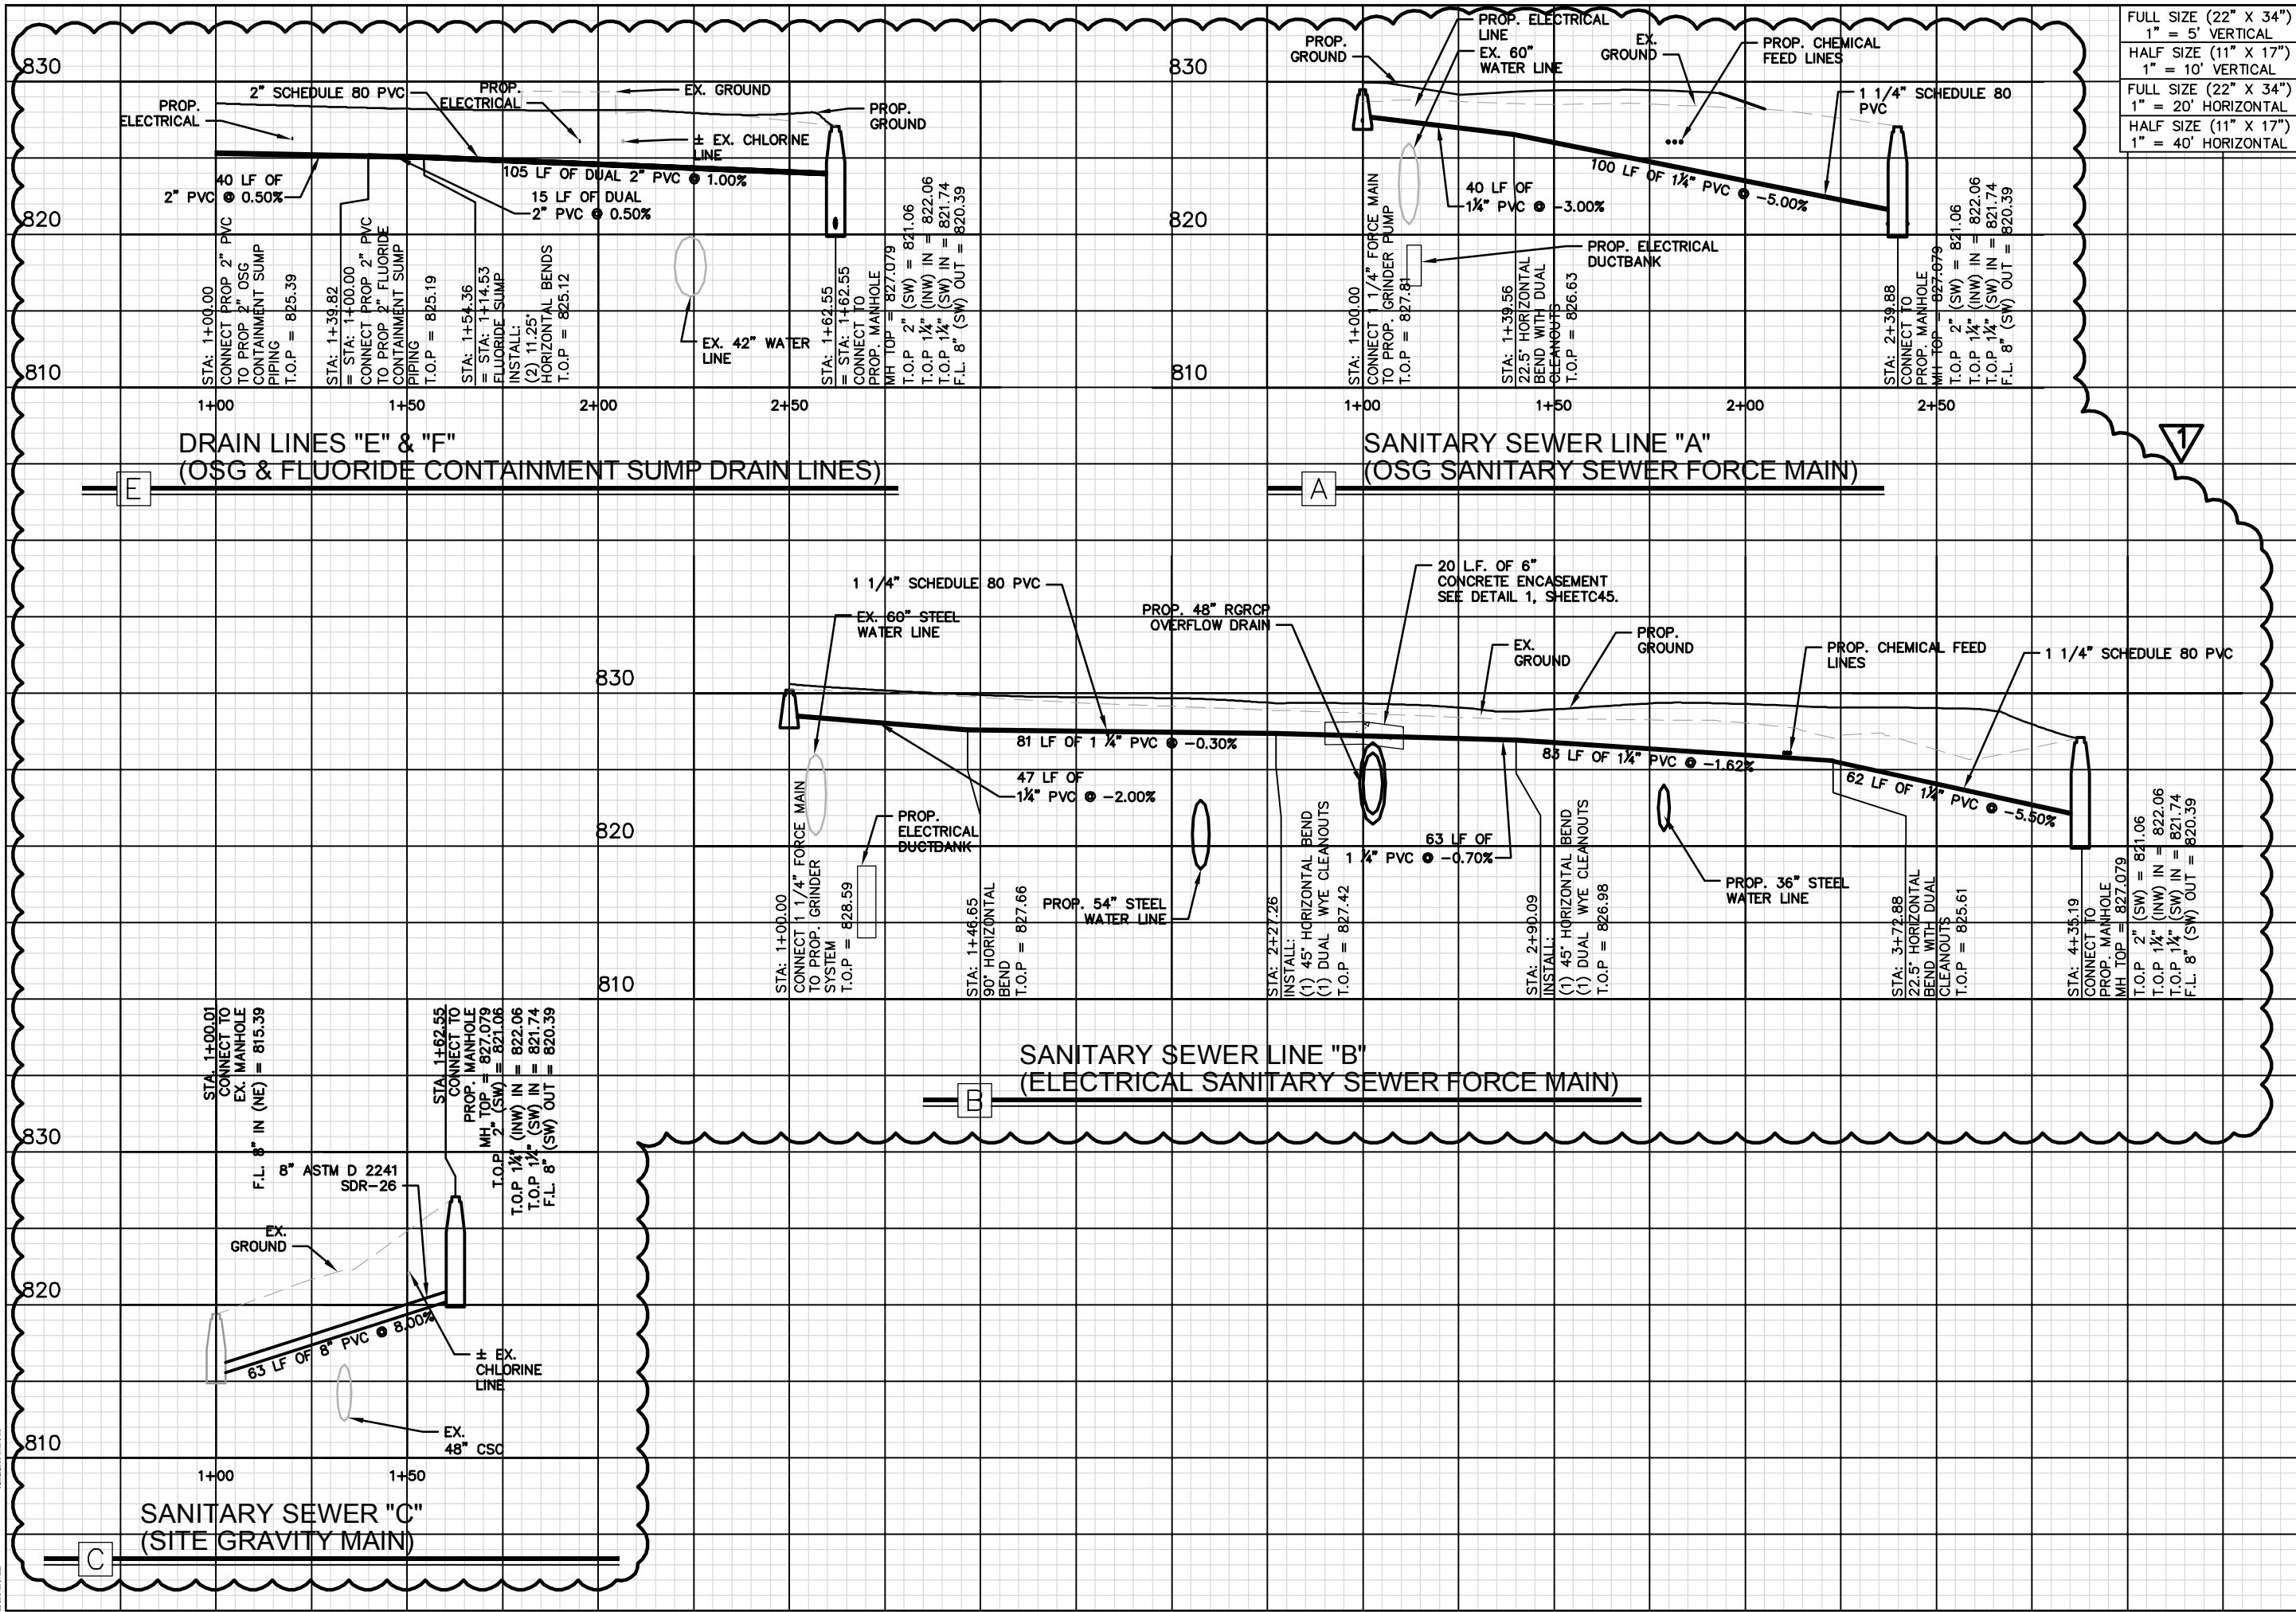 FULL SIZE (22" X 34")
1" = 5' VERTICAL
HALF SIZE (11" X 17")
1" = 10' VERTICAL
FULL SIZE (22" X 34")
1" = 20' HORIZONTAL
HALF SIZE (11" X 17")
1" = 40' HORIZONTAL
830
820
810
2" SCHEDULE 80 PVC
PROP.
ELECTRICAL
PROP.
ELECTRICAL
EX. GROUND
PROP.
GROUND
± EX. CHLORINE
LINE
40 LF OF
2" PVC @ 0.50%
105 LF OF DUAL 2" PVC @ 1.00%
15 LF OF DUAL
2" PVC @ 0.50%
EX. 42" WATER
LINE
STA: 1+00.00
CONNECT PROP 2" PVC
TO PROP 2" OSG
CONTAINMENT SUMP
PIPING
T.O.P = 825.39
STA: 1+39.82
= STA: 1+00.00
CONNECT PROP 2" PVC
TO PROP 2" FLUORIDE
CONTAINMENT SUMP
PIPING
T.O.P = 825.19
STA: 1+54.36
= STA: 1+14.53
FLUORIDE SUMP
INSTALL:
(2) 11.25°
HORIZONTAL BENDS
T.O.P = 825.12
STA: 2+62.55
= STA: 1+62.55
CONNECT TO
PROP. MANHOLE
MH TOP = 827.079
T.O.P 2" (SW) = 821.06
T.O.P 1¼" (INW) IN = 822.06
T.O.P 1¼" (SW) IN = 821.74
F.L. 8" (SW) OUT = 820.39
1+00
1+50
2+00
2+50
DRAIN LINES "E" & "F"
(OSG & FLUORIDE CONTAINMENT SUMP DRAIN LINES)
E
830
820
810
PROP.
GROUND
PROP. ELECTRICAL
LINE
EX. 60"
WATER LINE
EX.
GROUND
PROP. CHEMICAL
FEED LINES
1 1/4" SCHEDULE 80
PVC
40 LF OF
1¼" PVC @ -3.00%
100 LF OF 1¼" PVC @ -5.00%
PROP. ELECTRICAL
DUCTBANK
STA: 1+00.00
CONNECT 1 1/4" FORCE MAIN
TO PROP. GRINDER PUMP
T.O.P = 827.81
STA: 1+39.56
22.5° HORIZONTAL
BEND WITH DUAL
CLEANOUTS
T.O.P = 826.63
STA: 2+39.88
CONNECT TO
PROP. MANHOLE
MH TOP = 827.079
T.O.P 2" (SW) = 821.06
T.O.P 1¼" (INW) IN = 822.06
T.O.P 1¼" (SW) IN = 821.74
F.L. 8" (SW) OUT = 820.39
1+00
1+50
2+00
2+50
SANITARY SEWER LINE "A"
(OSG SANITARY SEWER FORCE MAIN)
A
1
830
820
810
1 1/4" SCHEDULE 80 PVC
EX. 60" STEEL
WATER LINE
PROP. 48" RGRCP
OVERFLOW DRAIN
20 L.F. OF 6"
CONCRETE ENCASEMENT
SEE DETAIL 1, SHEETC45.
EX.
GROUND
PROP.
GROUND
PROP. CHEMICAL FEED
LINES
1 1/4" SCHEDULE 80 PVC
81 LF OF 1 ¼" PVC @ -0.30%
83 LF OF 1¼" PVC @ -1.62%
62 LF OF 1¼" PVC @ -5.50%
47 LF OF
1¼" PVC @ -2.00%
PROP.
ELECTRICAL
DUCTBANK
63 LF OF
1 ¼" PVC @ -0.70%
PROP. 54" STEEL
WATER LINE
PROP. 36" STEEL
WATER LINE
STA: 1+00.00
CONNECT 1 1/4" FORCE MAIN
TO PROP. GRINDER
SYSTEM
T.O.P = 828.59
STA: 1+46.65
90° HORIZONTAL
BEND
T.O.P = 827.66
STA: 2+27.26
INSTALL:
(1) 45° HORIZONTAL BEND
(1) DUAL WYE CLEANOUTS
T.O.P = 827.42
STA: 2+90.09
INSTALL:
(1) 45° HORIZONTAL BEND
(1) DUAL WYE CLEANOUTS
T.O.P = 826.98
STA: 3+72.88
22.5° HORIZONTAL
BEND WITH DUAL
CLEANOUTS
T.O.P = 825.61
STA: 4+35.19
CONNECT TO
PROP. MANHOLE
MH TOP = 827.079
T.O.P 2" (SW) = 821.06
T.O.P 1¼" (INW) IN = 822.06
T.O.P 1¼" (SW) IN = 821.74
F.L. 8" (SW) OUT = 820.39
SANITARY SEWER LINE "B"
(ELECTRICAL SANITARY SEWER FORCE MAIN)
B
STA. 1+00.01
CONNECT TO
EX. MANHOLE
F.L. 8" IN (NE) = 815.39
STA. 1+62.55
CONNECT TO
PROP. MANHOLE
MH TOP = 827.079
T.O.P 2" (SW) = 821.06
T.O.P 1¼" (INW) IN = 822.06
T.O.P 1¼" (SW) IN = 821.74
F.L. 8" (SW) OUT = 820.39
830
820
810
8" ASTM D 2241
SDR-26
EX.
GROUND
63 LF OF 8" PVC @ 8.00%
± EX.
CHLORINE
LINE
EX.
48" CSC
1+00
1+50
SANITARY SEWER "C"
(SITE GRAVITY MAIN)
C